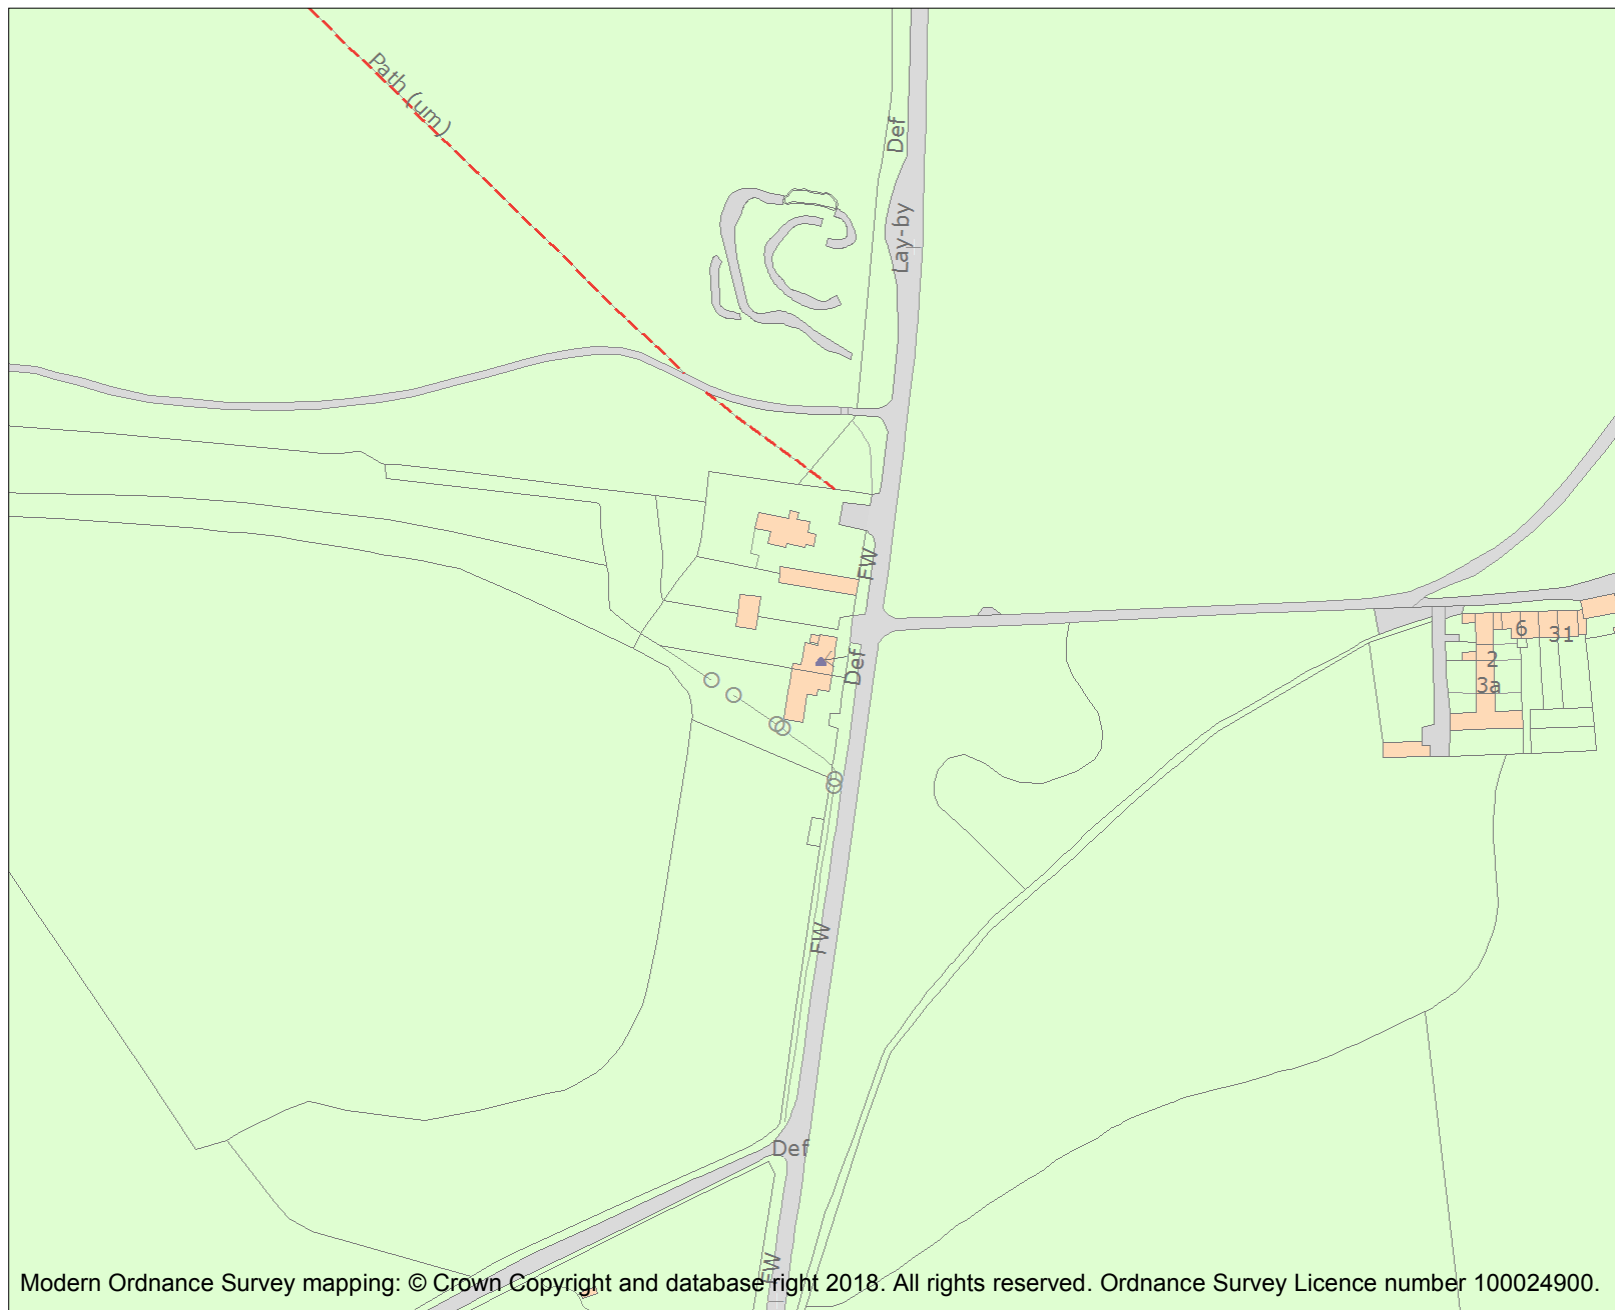 Path (um)
Def
Lay-by
FW
6
31
2
Def
3a
FW
Def
FW
Modern Ordnance Survey mapping: © Crown Copyright and database right 2018. All rights reserved. Ordnance Survey Licence number 100024900.